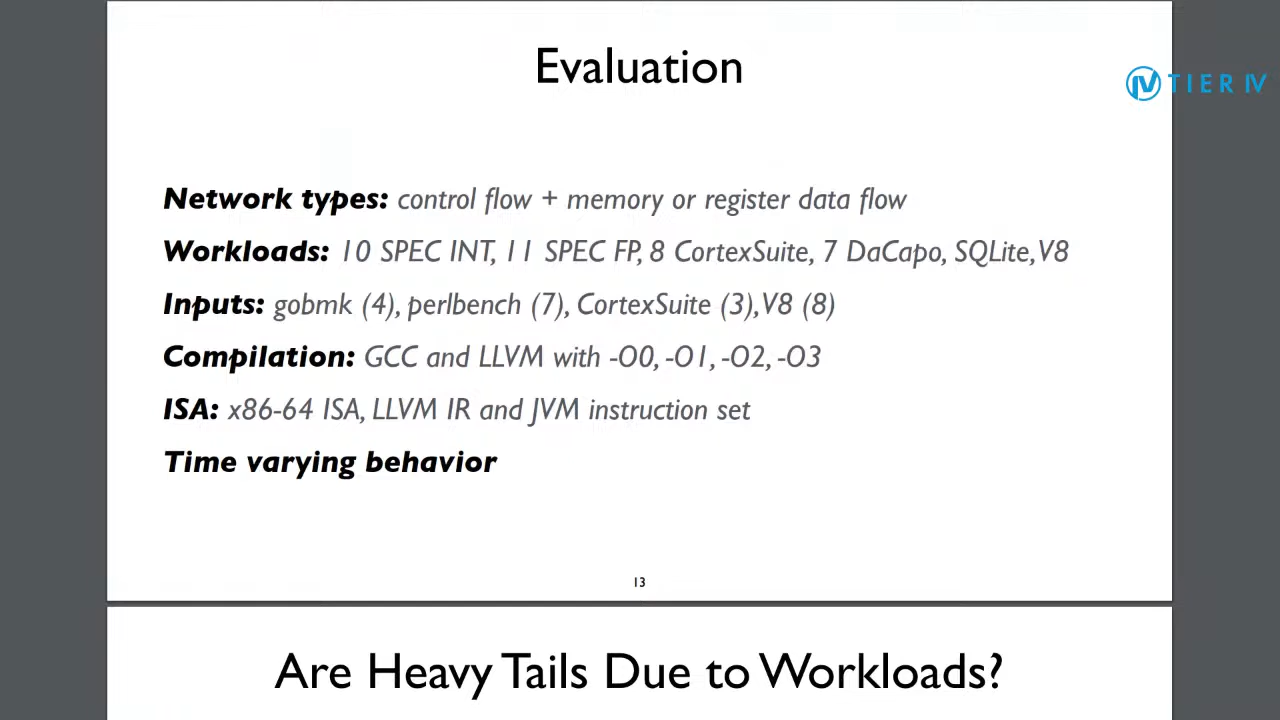 Evaluation
TIER IV
Network types: control flow + memory or register data flow
Workloads: 10 SPEC INT, 11 SPEC FP, 8 CortexSuite, 7 DaCapo, SQLite, V8
Inputs: gobmk (4), perlbench (7), CortexSuite (3), V8 (8)
Compilation: GCC and LLVM with -O0, -O1, -O2, -O3
ISA: x86-64 ISA, LLVM IR and JVM instruction set
Time varying behavior
13
Are Heavy Tails Due to Workloads?